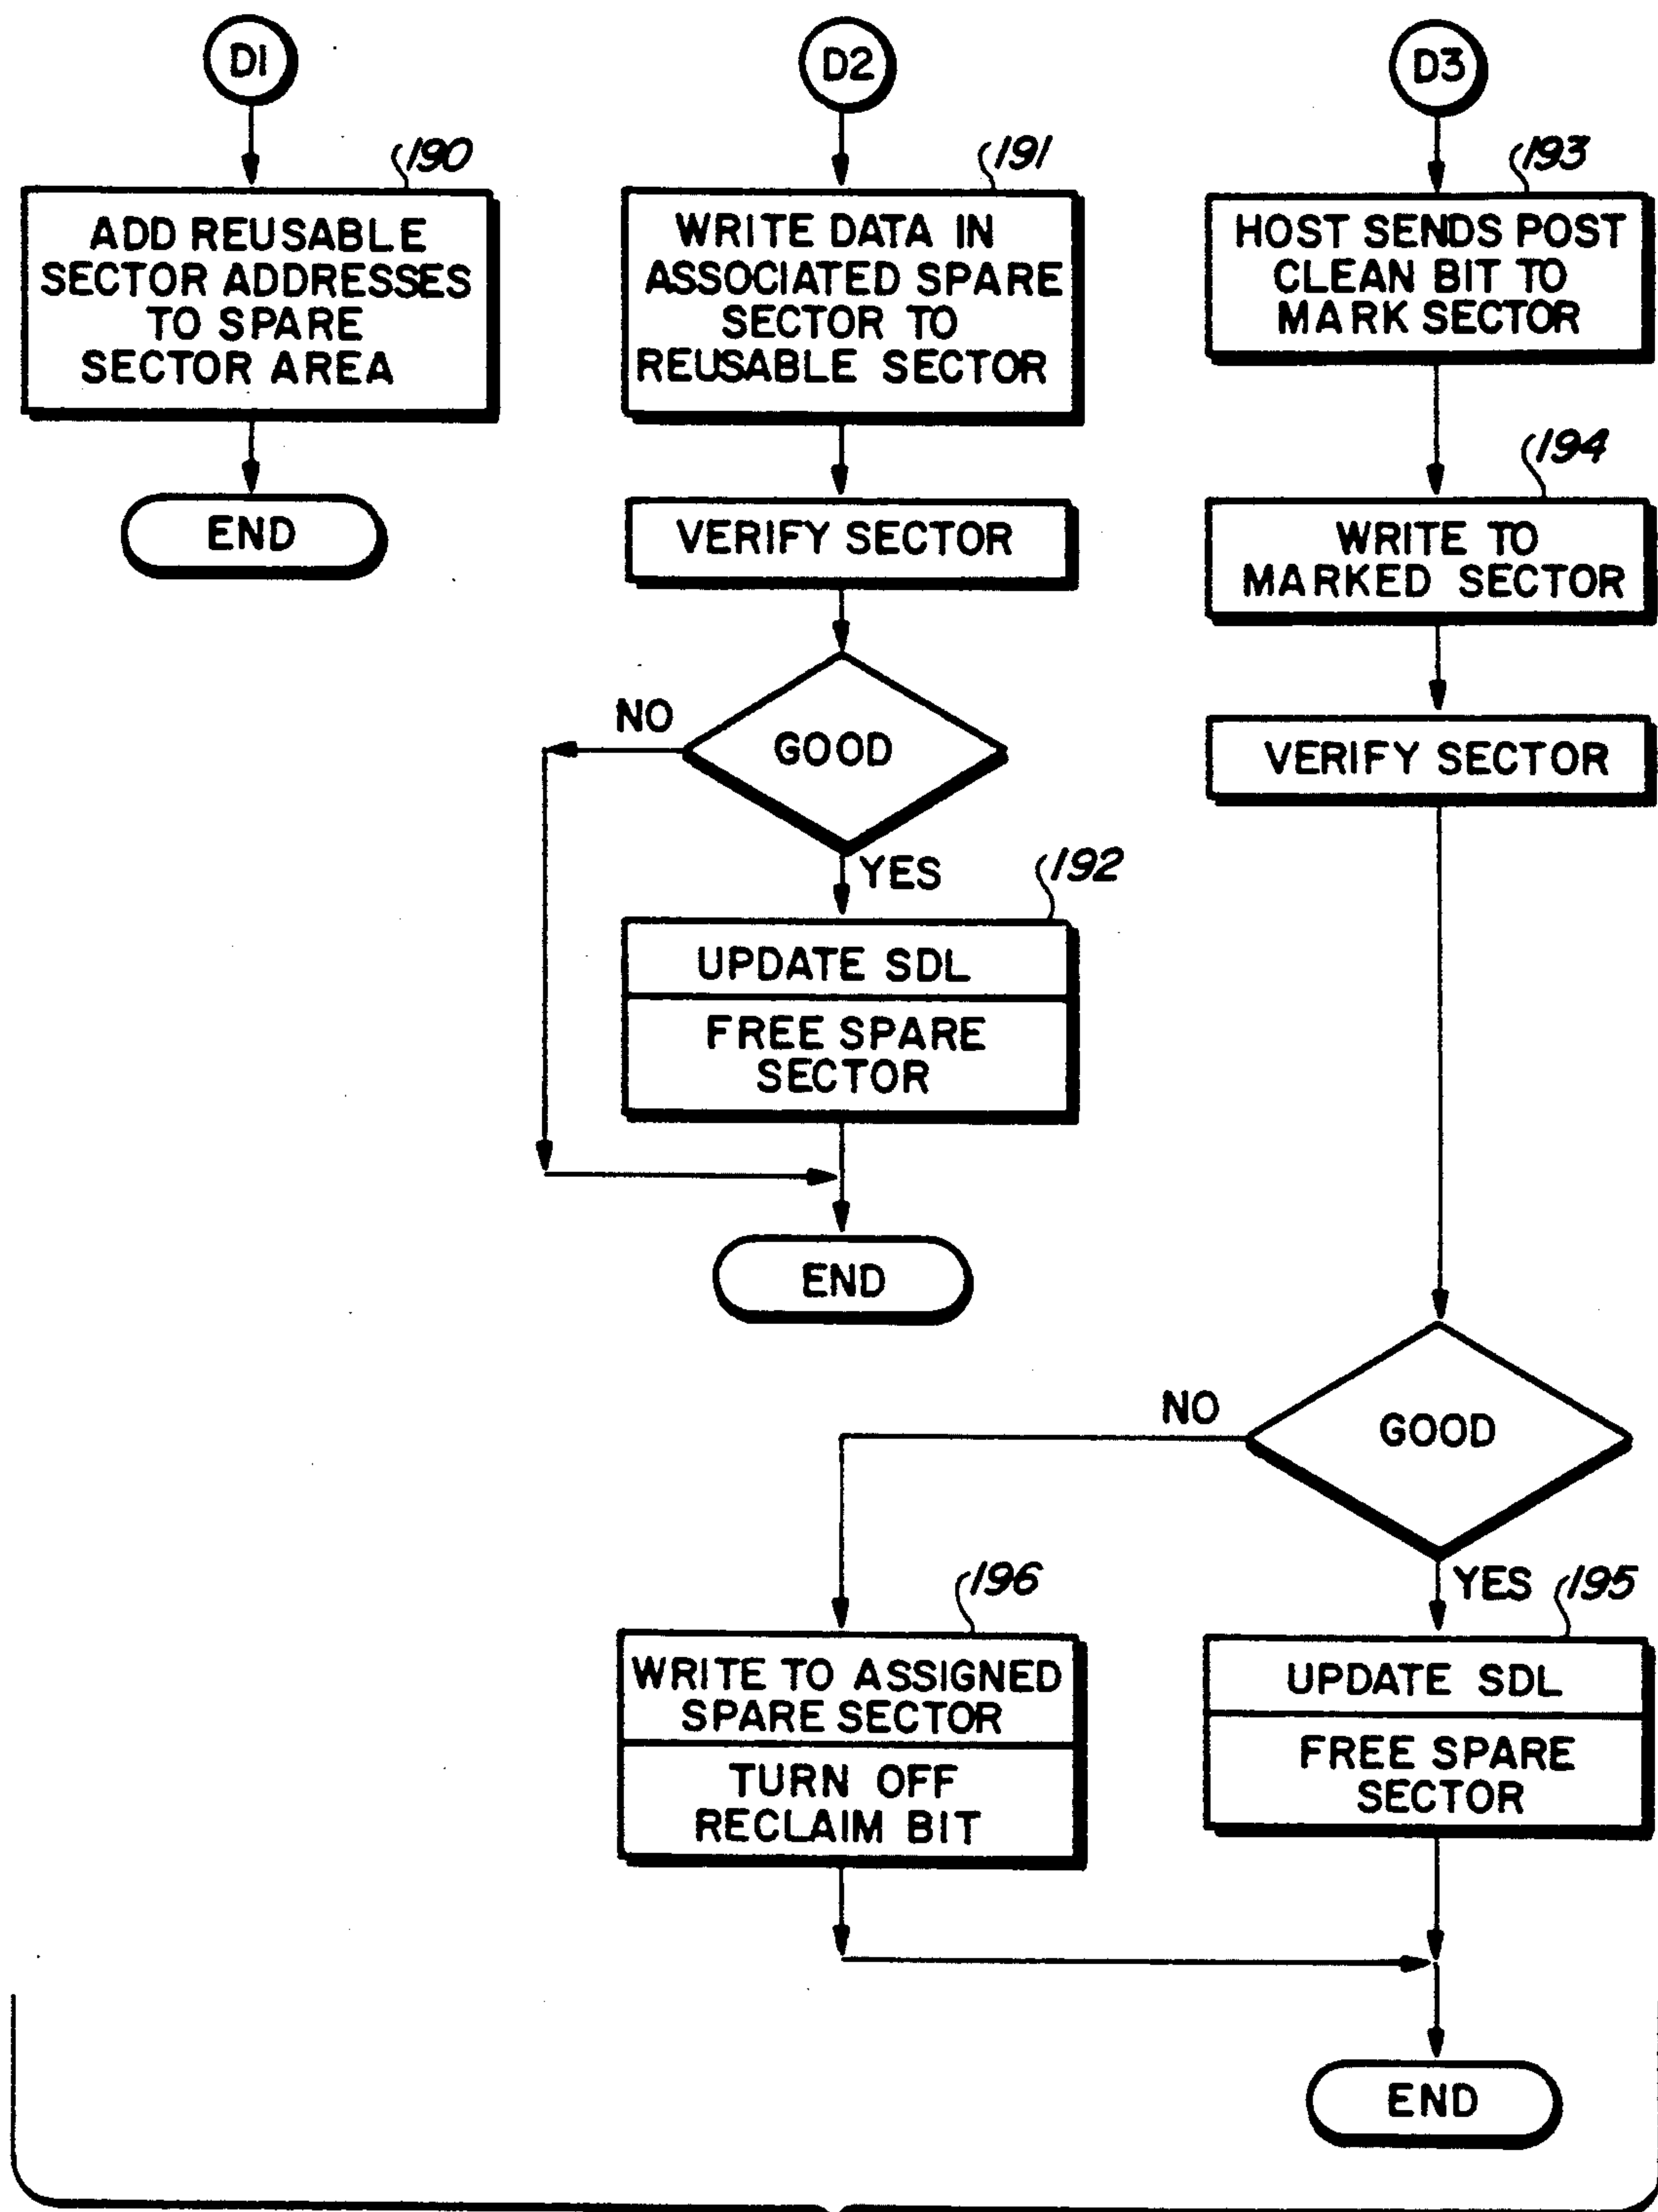 D1
190
ADD REUSABLE
SECTOR ADDRESSES
TO SPARE
SECTOR AREA
END
D2
191
WRITE DATA IN
ASSOCIATED SPARE
SECTOR TO
REUSABLE SECTOR
VERIFY SECTOR
GOOD
NO
YES
192
UPDATE SDL
FREE SPARE
SECTOR
END
D3
193
HOST SENDS POST
CLEAN BIT TO
MARK SECTOR
194
WRITE TO
MARKED SECTOR
VERIFY SECTOR
GOOD
NO
YES
196
WRITE TO ASSIGNED
SPARE SECTOR
TURN OFF
RECLAIM BIT
195
UPDATE SDL
FREE SPARE
SECTOR
END